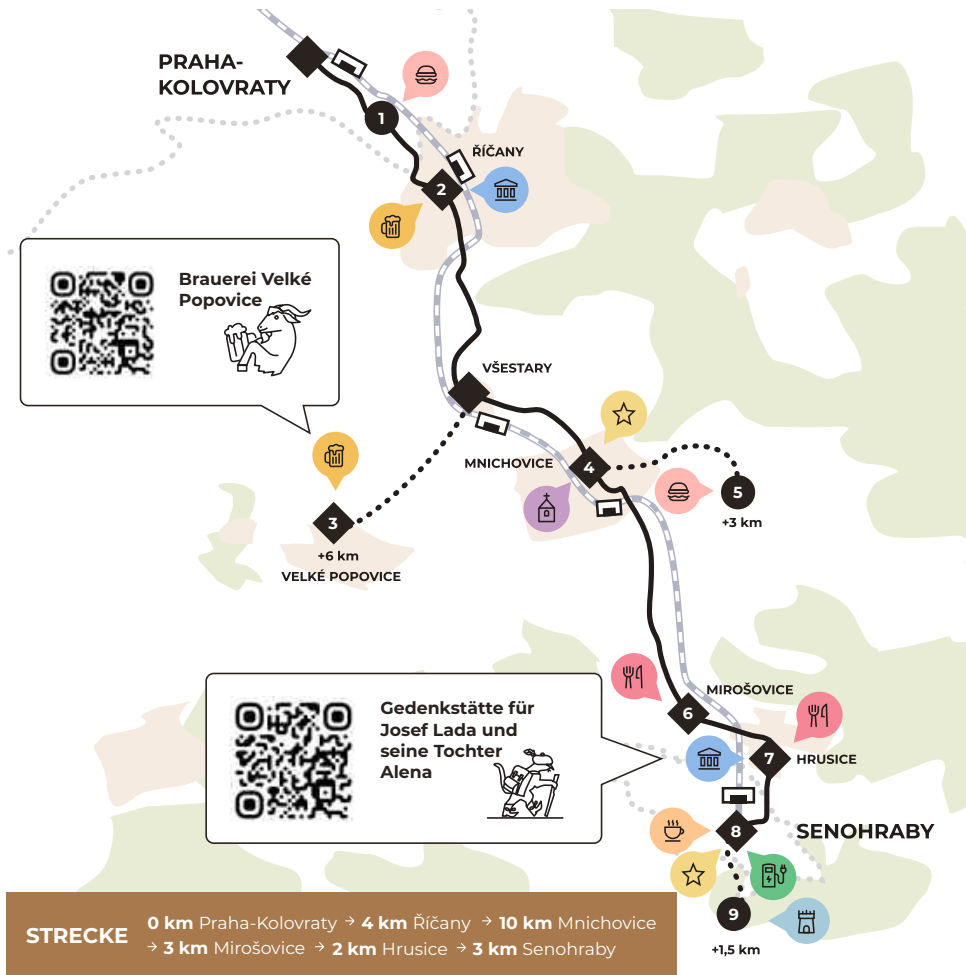 PRAHA-
KOLOVRATY
1
ŘÍČANY
2
Brauerei Velké
Popovice
VŠESTARY
MNICHOVICE
4
5
+3 km
3
+6 km
VELKÉ POPOVICE
Gedenkstätte für
Josef Lada und
seine Tochter
Alena
MIROŠOVICE
6
7
HRUSICE
8
SENOHRABY
9
+1,5 km
STRECKE
0 km Praha-Kolovraty → 4 km Říčany → 10 km Mnichovice
→ 3 km Mirošovice → 2 km Hrusice → 3 km Senohraby